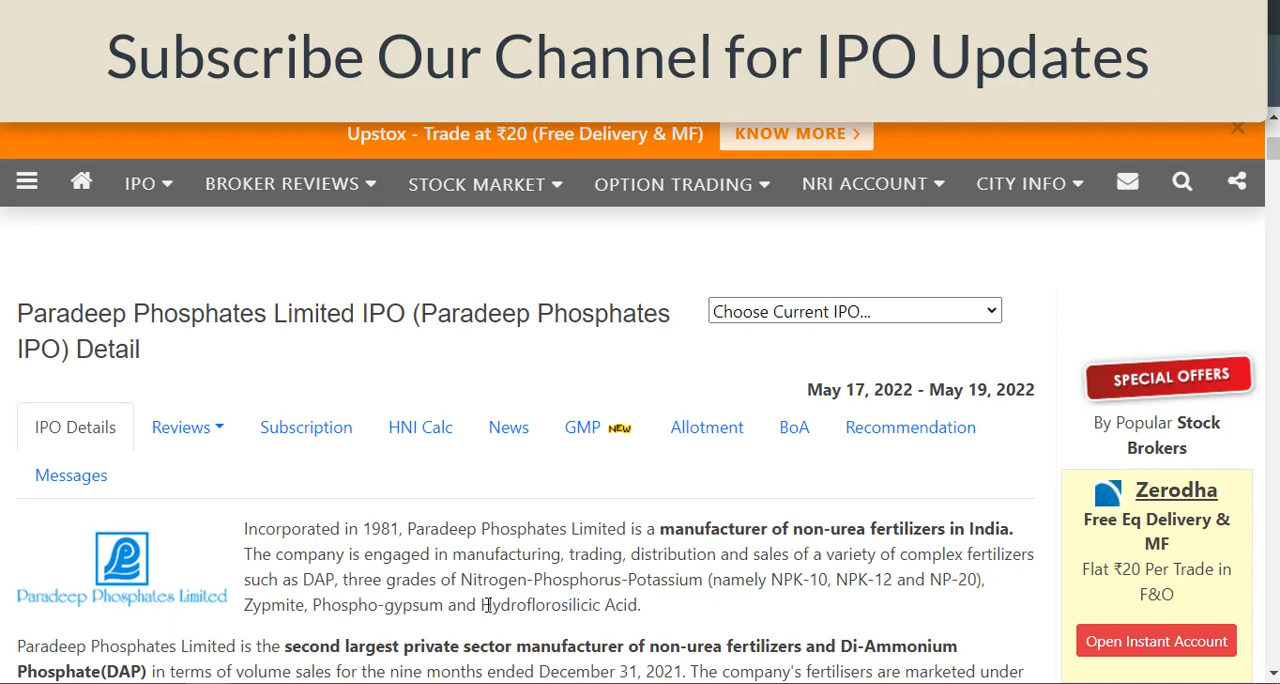 Subscribe Our Channel for IPO Updates
Upstox - Trade at ₹20 (Free Delivery & MF) KNOW MORE >
IPO BROKER REVIEWS STOCK MARKET OPTION TRADING NRI ACCOUNT CITY INFO
Paradeep Phosphates Limited IPO (Paradeep Phosphates
IPO) Detail
Choose Current IPO...
May 17, 2022 - May 19, 2022
IPO Details Reviews Subscription HNI Calc News GMP NEW Allotment BoA Recommendation
Messages
Paradeep Phosphates Limited
Incorporated in 1981, Paradeep Phosphates Limited is a manufacturer of non-urea fertilizers in India.
The company is engaged in manufacturing, trading, distribution and sales of a variety of complex fertilizers
such as DAP, three grades of Nitrogen-Phosphorus-Potassium (namely NPK-10, NPK-12 and NP-20),
Zypmite, Phospho-gypsum and Hydroflorosilicic Acid.
Paradeep Phosphates Limited is the second largest private sector manufacturer of non-urea fertilizers and Di-Ammonium
Phosphate(DAP) in terms of volume sales for the nine months ended December 31, 2021. The company's fertilisers are marketed under
SPECIAL OFFERS
By Popular Stock
Brokers
Zerodha
Free Eq Delivery &
MF
Flat ₹20 Per Trade in
F&O
Open Instant Account